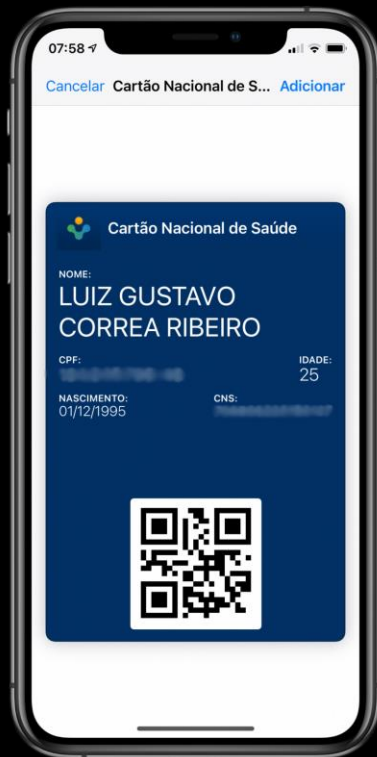 07:58
Cancelar Cartão Nacional de S... Adicionar
Cartão Nacional de Saúde
NOME:
LUIZ GUSTAVO
CORREA RIBEIRO
CPF: IDADE:
25
NASCIMENTO: CNS:
01/12/1995